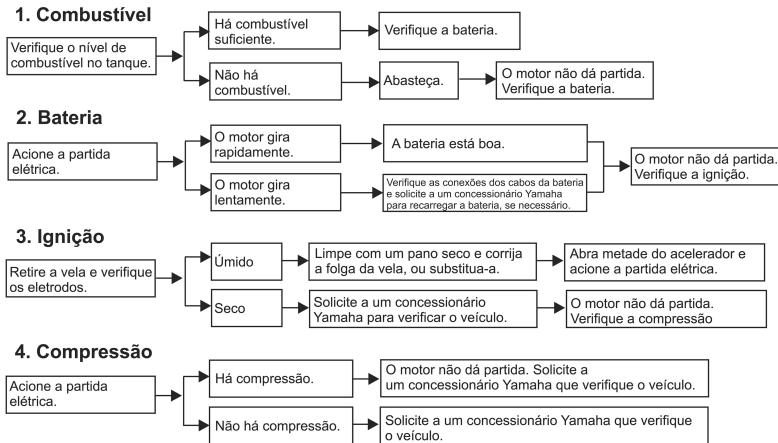 1. Combustível
Verifique o nível de
combustível no tanque.
Há combustível
suficiente.
Verifique a bateria.
Não há
combustível.
Abasteça.
O motor não dá partida.
Verifique a bateria.
2. Bateria
Acione a partida
elétrica.
O motor gira
rapidamente.
A bateria está boa.
O motor gira
lentamente.
Verifique as conexões dos cabos da bateria
e solicite a um concessionário Yamaha
para recarregar a bateria, se necessário.
O motor não dá partida.
Verifique a ignição.
3. Ignição
Retire a vela e verifique
os eletrodos.
Úmido
Limpe com um pano seco e corrija
a folga da vela, ou substitua-a.
Abra metade do acelerador e
acione a partida elétrica.
Seco
Solicite a um concessionário
Yamaha para verificar o veículo.
O motor não dá partida.
Verifique a compressão
4. Compressão
Acione a partida
elétrica.
Há compressão.
O motor não dá partida. Solicite a
um concessionário Yamaha que verifique o veículo.
Não há compressão.
Solicite a um concessionário Yamaha que verifique
o veículo.